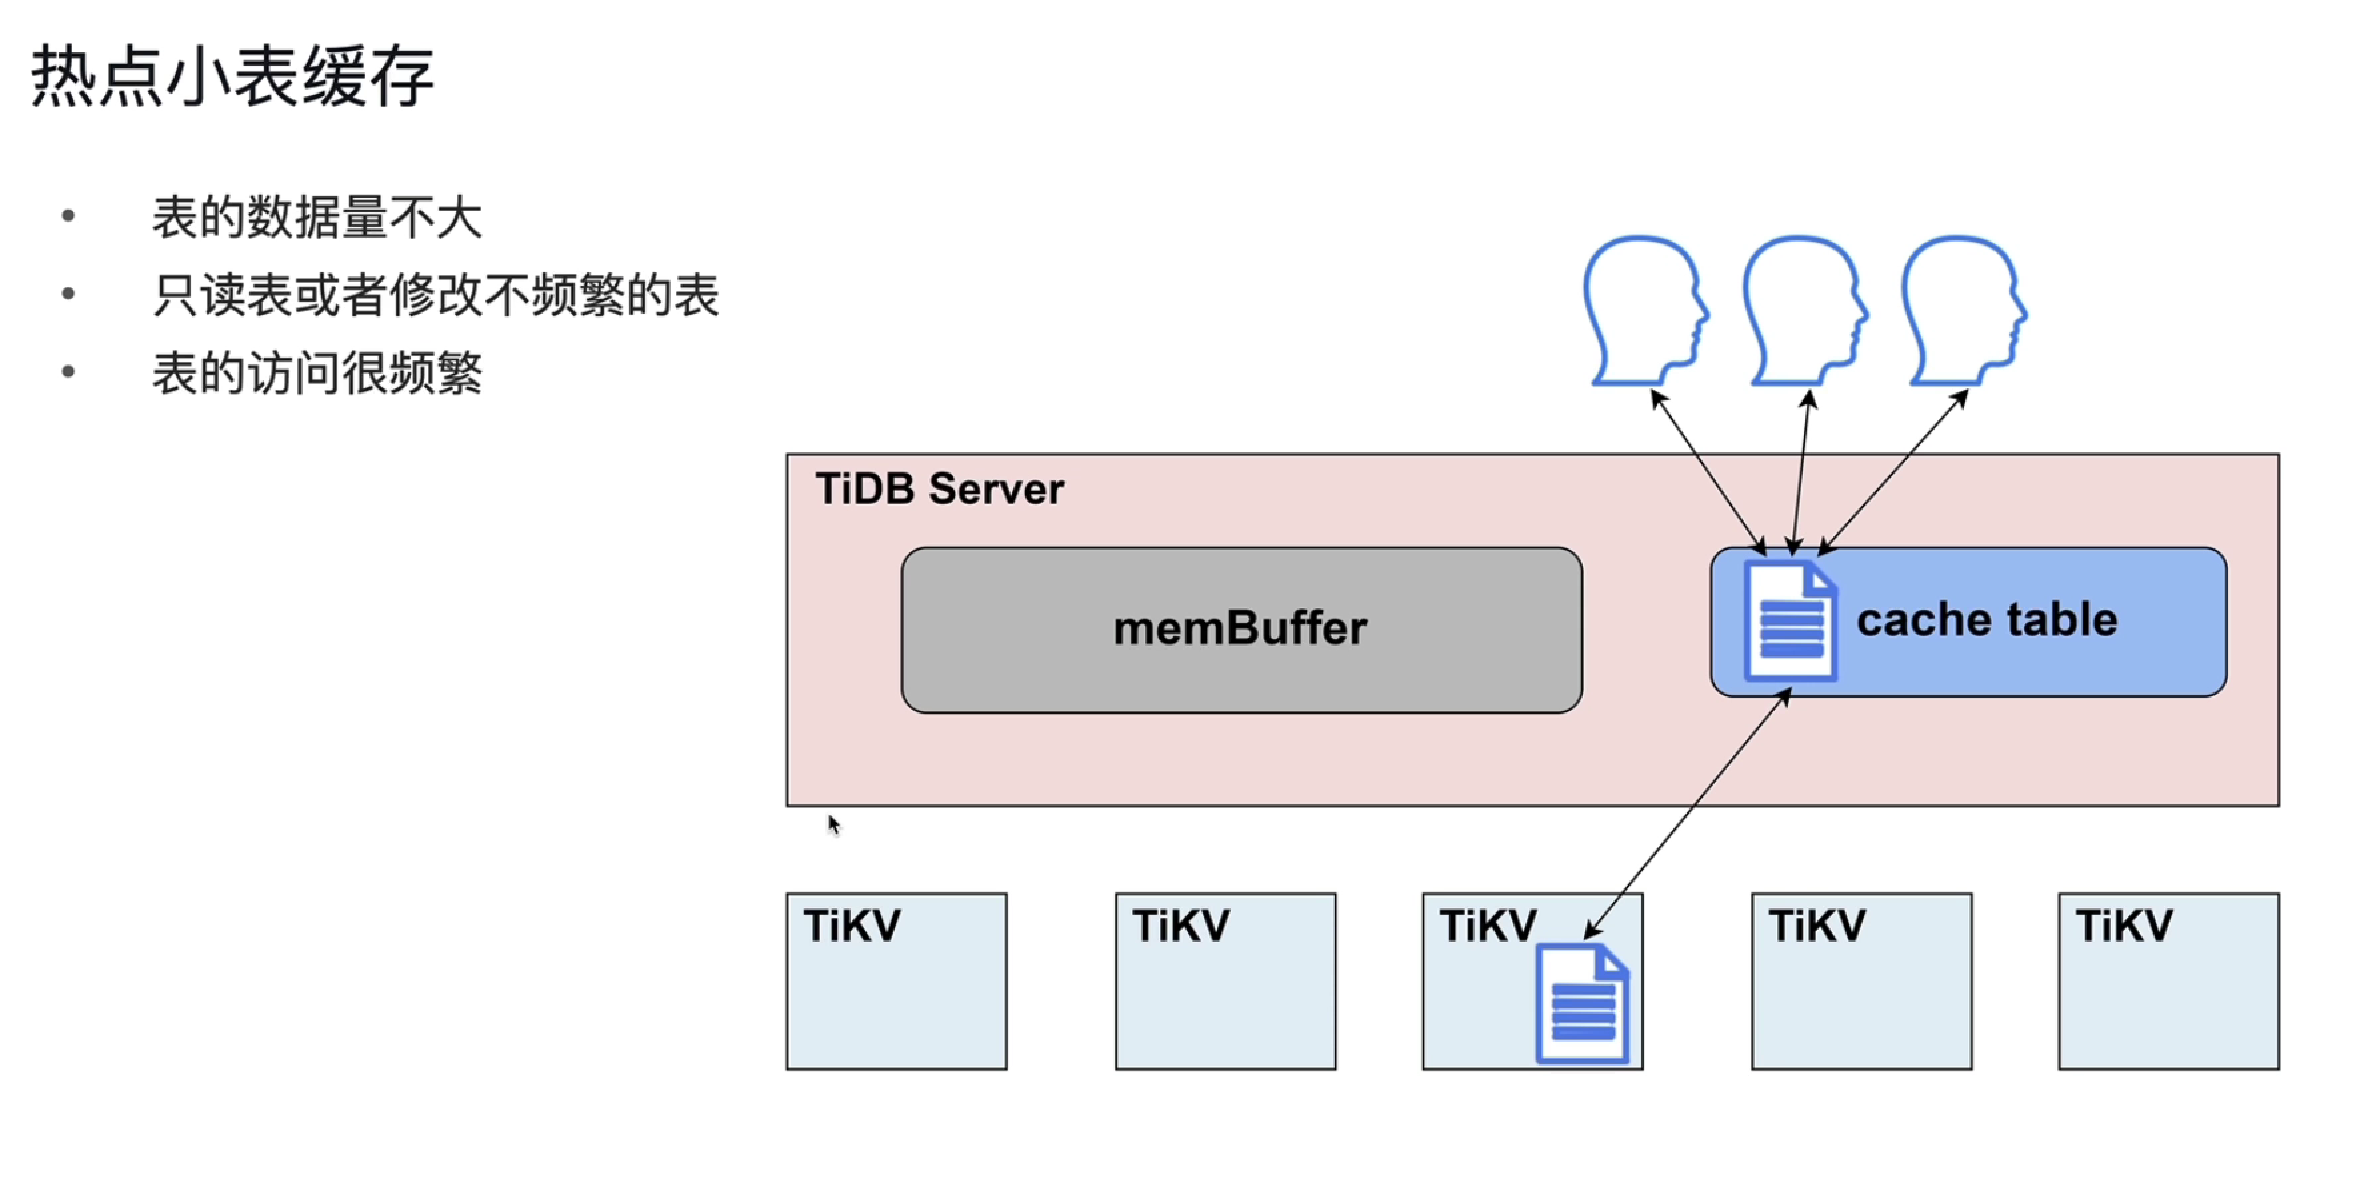 热点小表缓存
• 表的数据量不大
• 只读表或者修改不频繁的表
• 表的访问很频繁
TiDB Server
memBuffer
cache table
TiKV
TiKV
TiKV
TiKV
TiKV